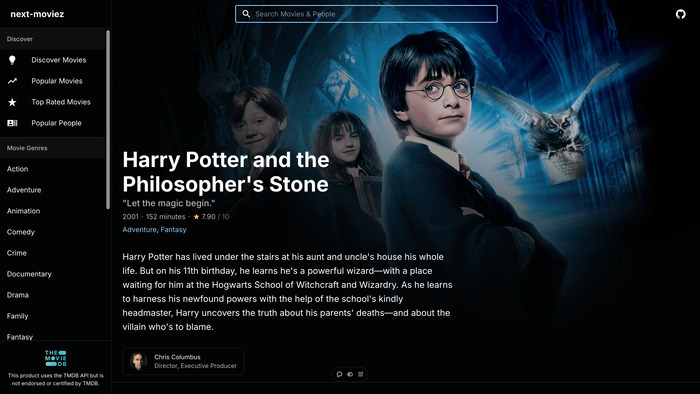 next-moviez
Search Movies & People
Discover
Discover Movies
Popular Movies
Top Rated Movies
Popular People
Movie Genres
Action
Adventure
Animation
Comedy
Crime
Documentary
Drama
Family
Fantasy
THE
MOVIE
DB
This product uses the TMDB API but is
not endorsed or certified by TMDB.
Harry Potter and the
Philosopher's Stone
"Let the magic begin."
2001 · 152 minutes · ★ 7.90 / 10
Adventure, Fantasy
Harry Potter has lived under the stairs at his aunt and uncle's house his whole
life. But on his 11th birthday, he learns he's a powerful wizard—with a place
waiting for him at the Hogwarts School of Witchcraft and Wizardry. As he learns
to harness his newfound powers with the help of the school's kindly
headmaster, Harry uncovers the truth about his parents' deaths—and about the
villain who's to blame.
Chris Columbus
Director, Executive Producer